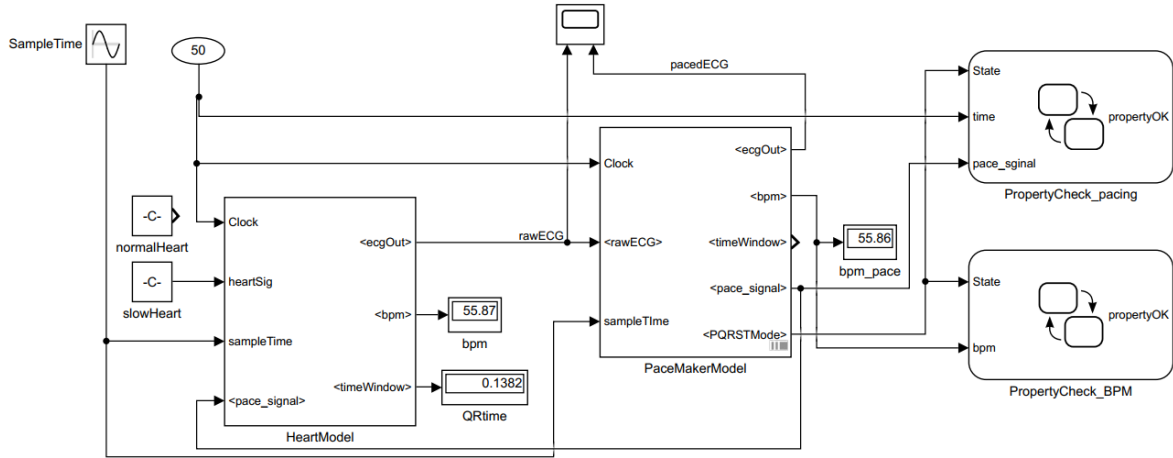 SampleTime
50
pacedECG
State
time
pace_sginal
propertyOK
PropertyCheck_pacing
Clock
<ecgOut>
<bpm>
<rawECG>
<timeWindow>
<pace_signal>
sampleTIme
<PQRSTMode>
PaceMakerModel
-C-
normalHeart
-C-
slowHeart
Clock
<ecgOut>
rawECG
heartSig
<bpm>
sampleTime
<timeWindow>
<pace_signal>
HeartModel
55.87
bpm
0.1382
QRtime
55.86
bpm_pace
State
propertyOK
bpm
PropertyCheck_BPM